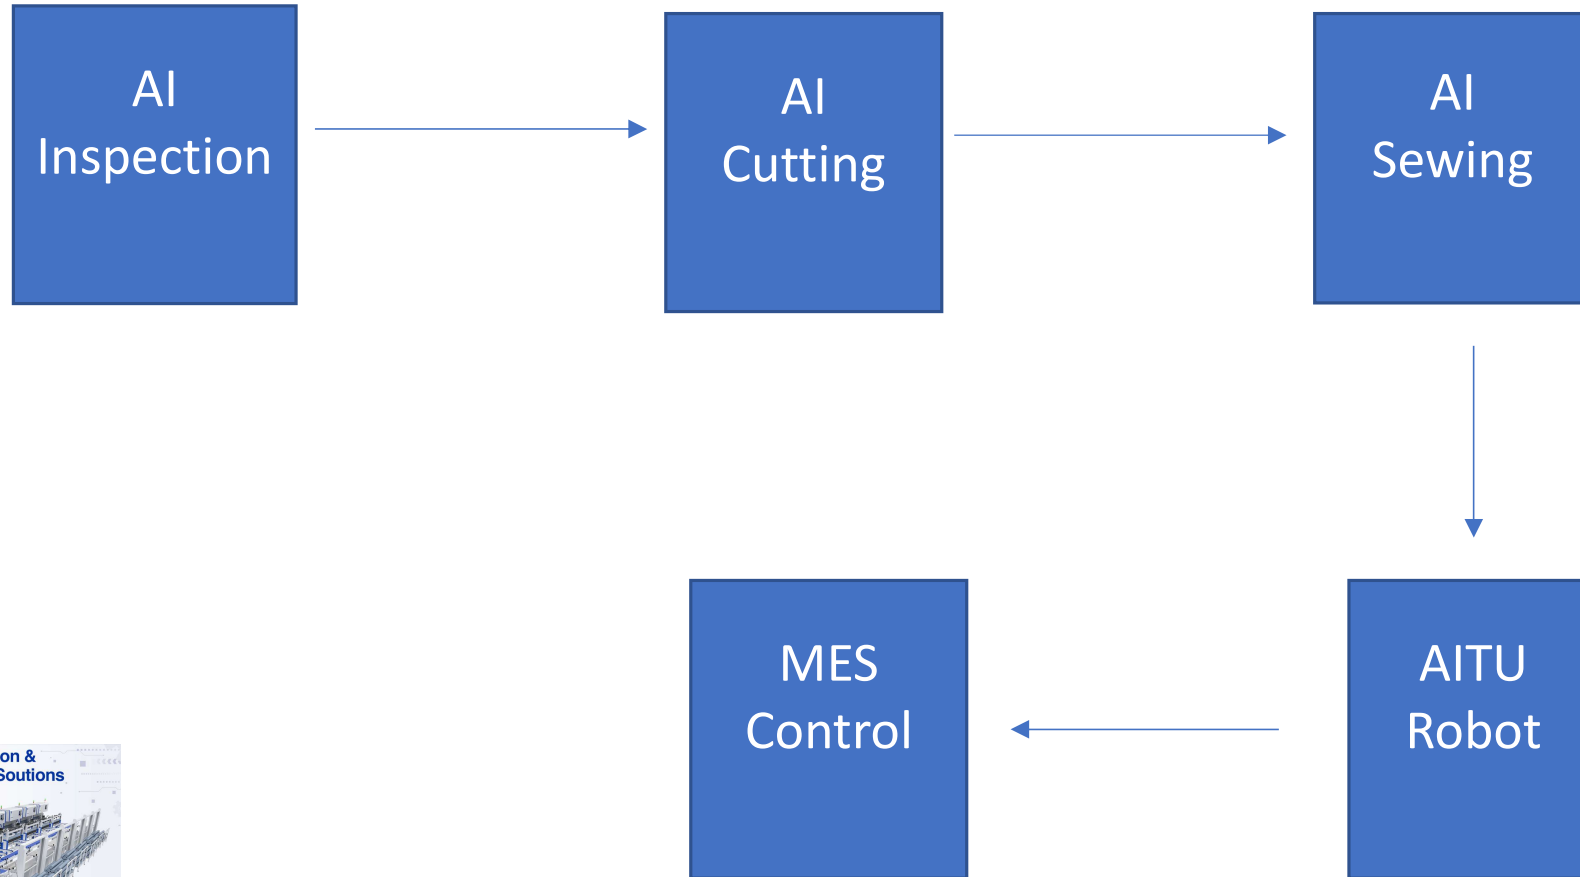 AI
Inspection
AI
Cutting
AI
Sewing
MES
Control
AITU
Robot
on &
Soutions